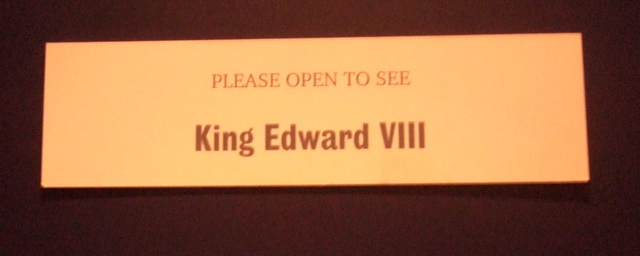 PLEASE OPEN TO SEE
King Edward VIII